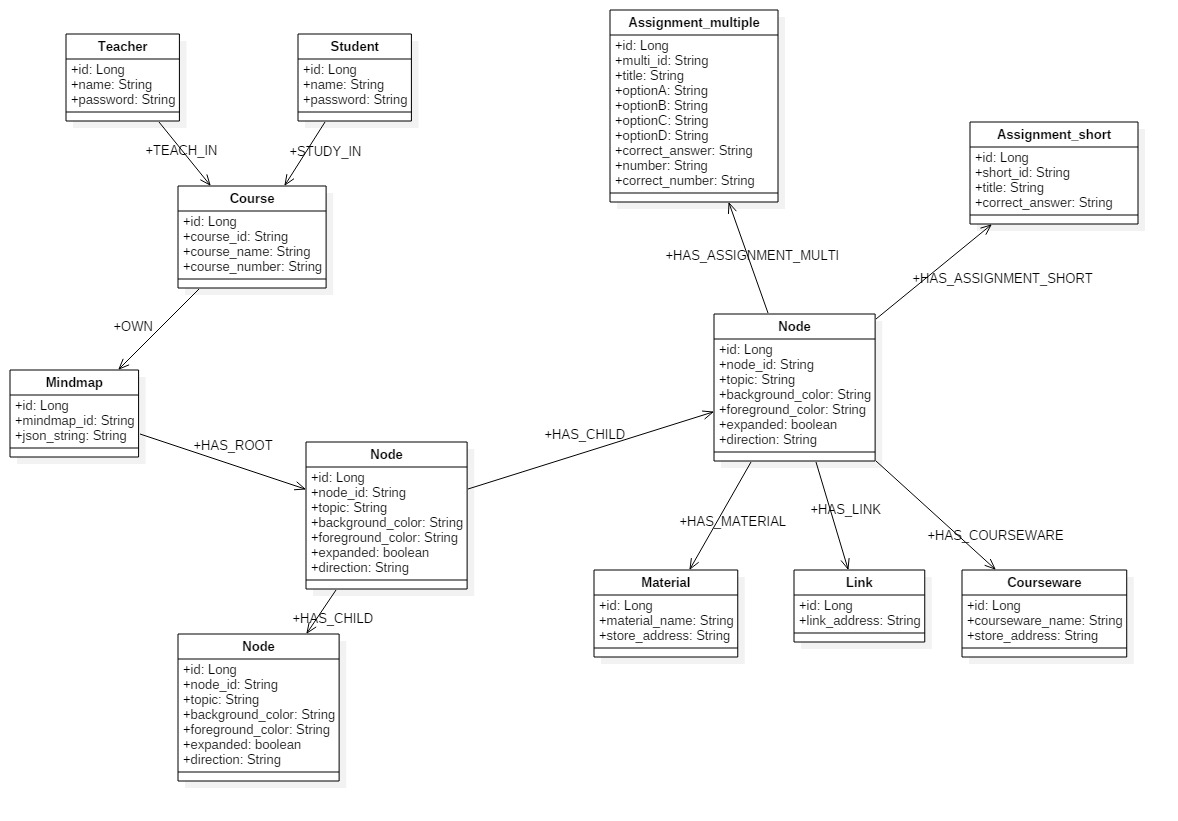 Teacher
+id: Long
+name: String
+password: String
Student
+id: Long
+name: String
+password: String
+TEACH_IN
+STUDY_IN
Course
+id: Long
+course_id: String
+course_name: String
+course_number: String
+OWN
Mindmap
+id: Long
+mindmap_id: String
+json_string: String
+HAS_ROOT
Node
+id: Long
+node_id: String
+topic: String
+background_color: String
+foreground_color: String
+expanded: boolean
+direction: String
+HAS_CHILD
Node
+id: Long
+node_id: String
+topic: String
+background_color: String
+foreground_color: String
+expanded: boolean
+direction: String
+HAS_CHILD
Assignment_multiple
+id: Long
+multi_id: String
+title: String
+optionA: String
+optionB: String
+optionC: String
+optionD: String
+correct_answer: String
+number: String
+correct_number: String
Assignment_short
+id: Long
+short_id: String
+title: String
+correct_answer: String
+HAS_ASSIGNMENT_MULTI
+HAS_ASSIGNMENT_SHORT
Node
+id: Long
+node_id: String
+topic: String
+background_color: String
+foreground_color: String
+expanded: boolean
+direction: String
+HAS_MATERIAL
+HAS_LINK
+HAS_COURSEWARE
Material
+id: Long
+material_name: String
+store_address: String
Link
+id: Long
+link_address: String
Courseware
+id: Long
+courseware_name: String
+store_address: String